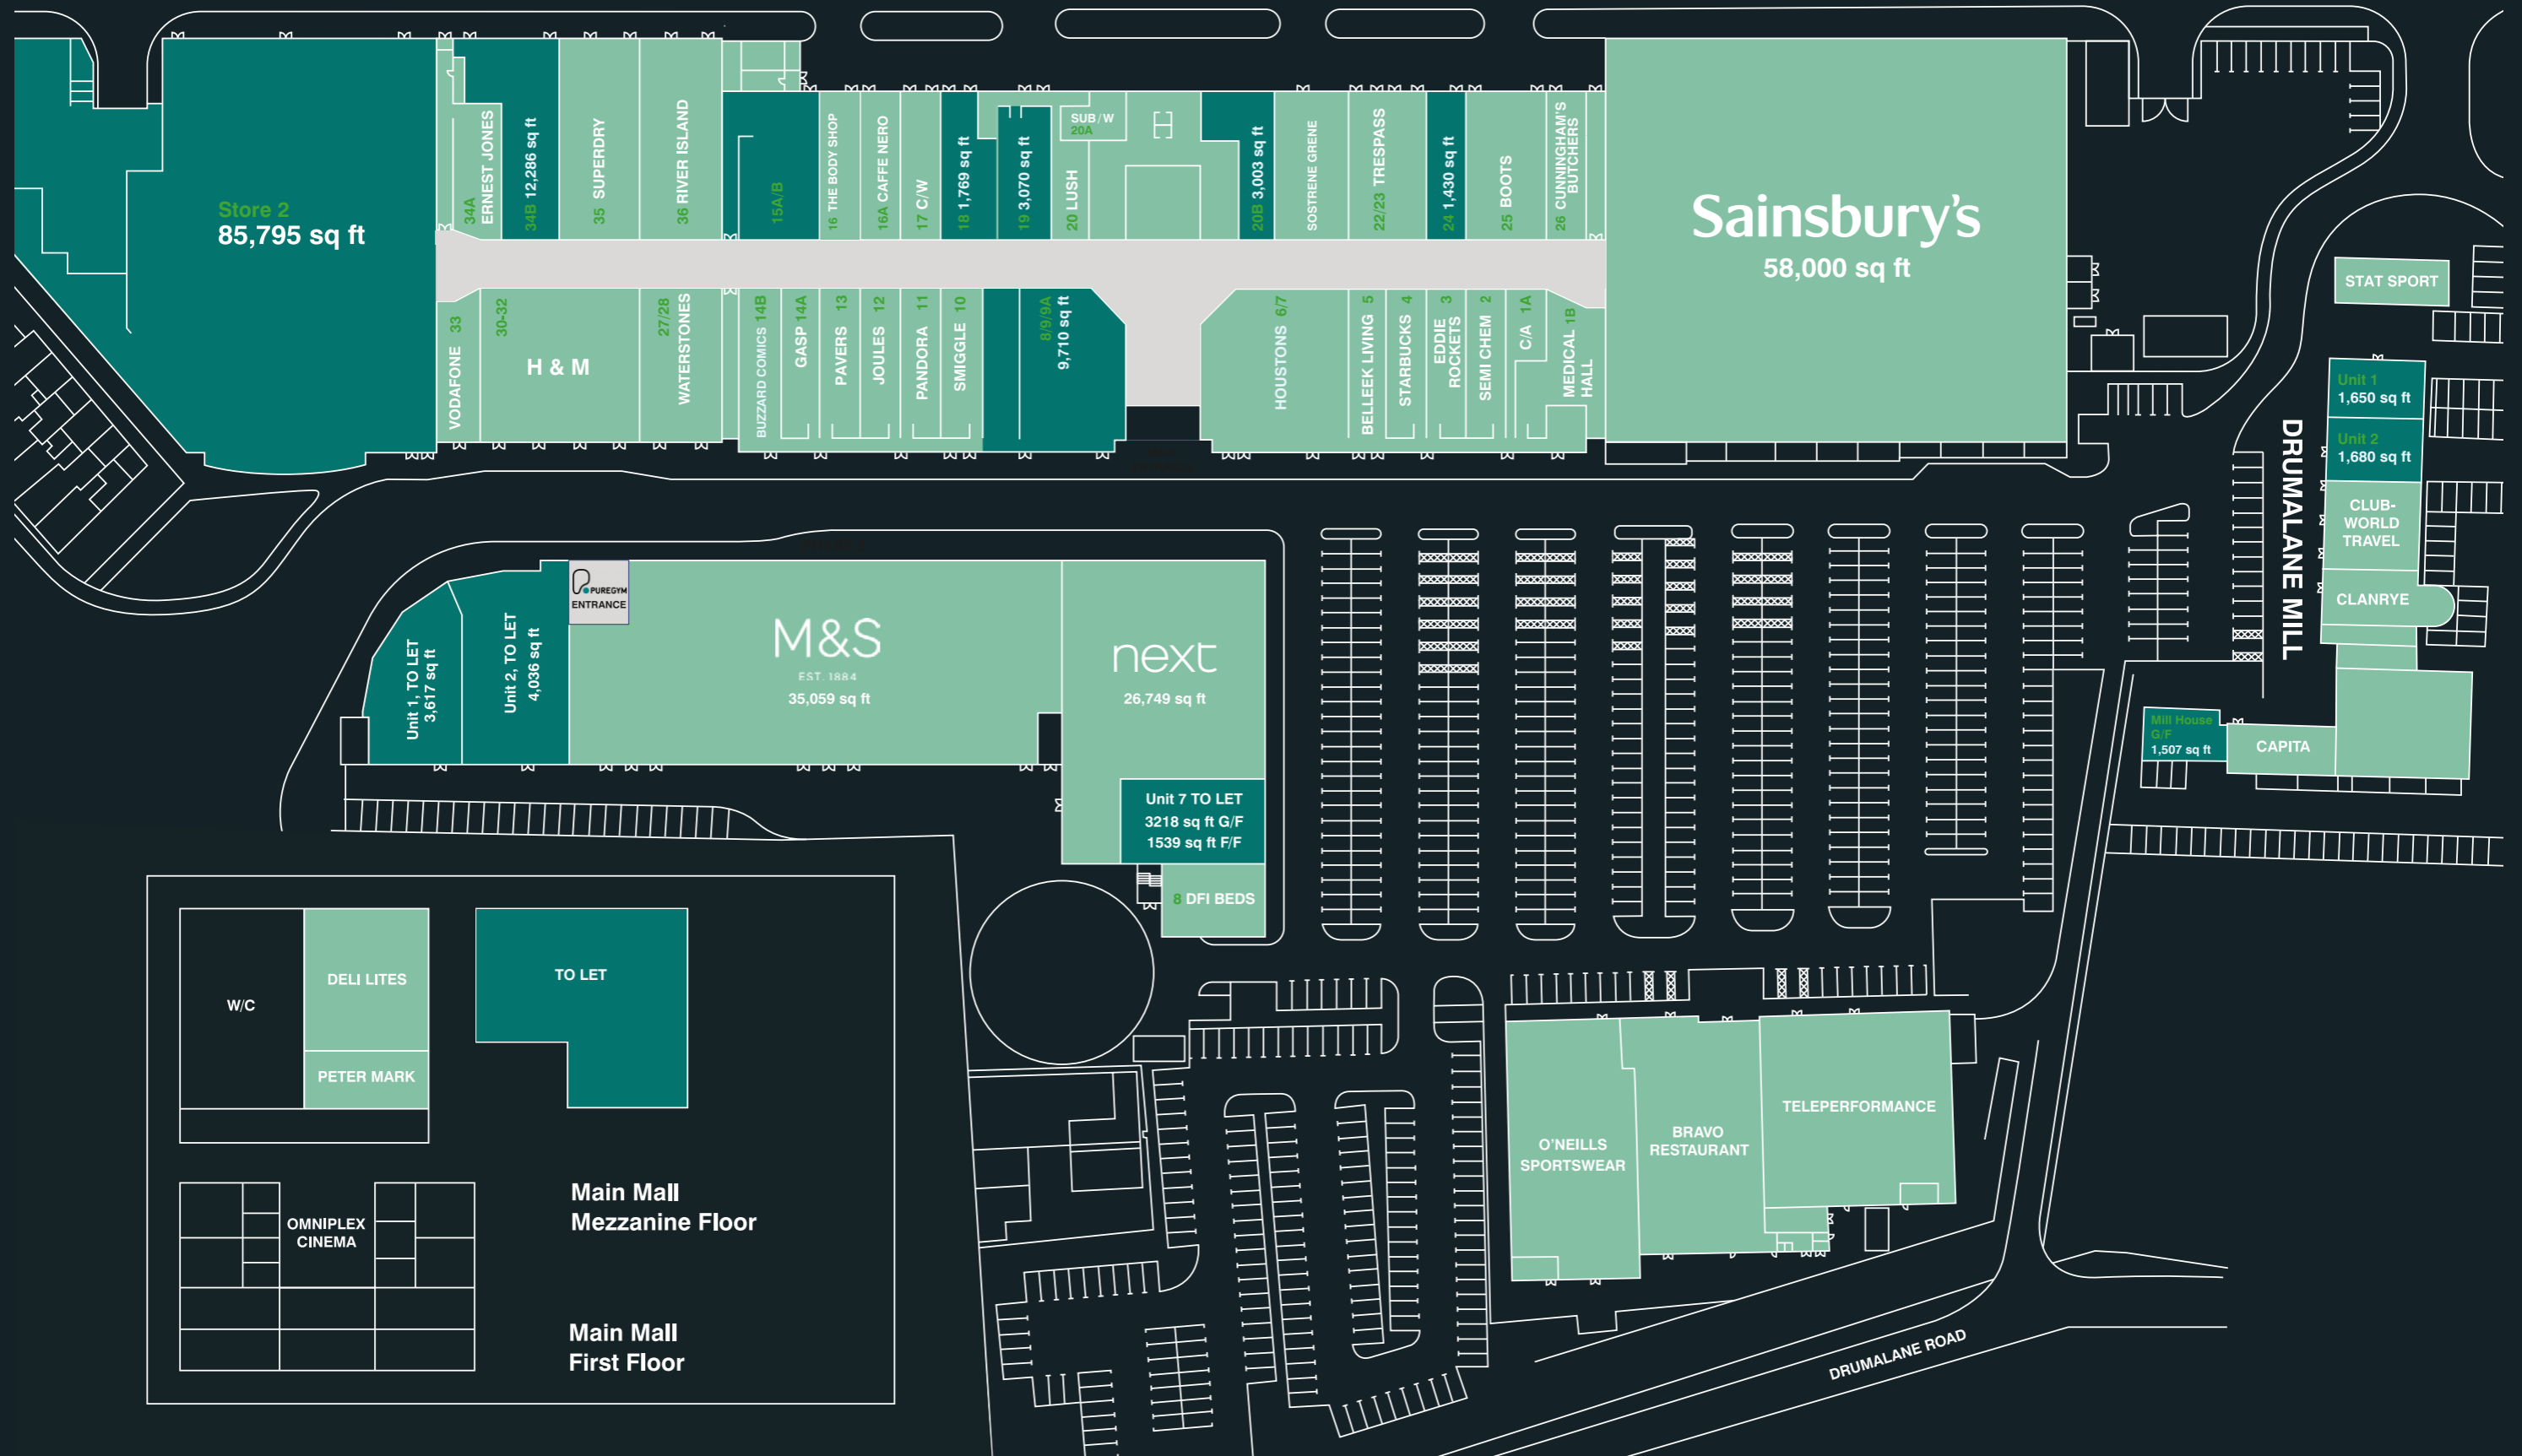 Store 2
85,795 sq ft
34A
ERNEST JONES
34B 12,286 sq ft
35 SUPERDRY
36 RIVER ISLAND
15A/B
16 THE BODY SHOP
16A CAFFE NERO
17 C/W
18 1,769 sq ft
19 3,070 sq ft
SUB/W
20A
20 LUSH
20B 3,003 sq ft
SOSTRENE GRENE
22/23 TRESPASS
24 1,430 sq ft
25 BOOTS
26 CUNNINGHAM'S
BUTCHERS
Sainsbury's
58,000 sq ft
VODAFONE 33
30-32
H & M
27/28
WATERSTONES
BUZZARD COMICS 14B
GASP 14A
PAVERS 13
JOULES 12
PANDORA 11
SMIGGLE 10
8/9/9A
9,710 sq ft
HOUSTONS 6/7
BELLEEK LIVING 5
STARBUCKS 4
EDDIE 3
ROCKETS
SEMI CHEM 2
C/A 1A
MEDICAL 1B
HALL
STAT SPORT
Unit 1
1,650 sq ft
Unit 2
1,680 sq ft
CLUB-
WORLD
TRAVEL
CLANRYE
DRUMALANE MILL
Mill House
G/F
1,507 sq ft
CAPITA
Unit 1, TO LET
3,617 sq ft
Unit 2, TO LET
4,036 sq ft
PUREGYM
ENTRANCE
M&S
EST. 1884
35,059 sq ft
next
26,749 sq ft
Unit 7 TO LET
3218 sq ft G/F
1539 sq ft F/F
8 DFI BEDS
W/C
DELI LITES
PETER MARK
TO LET
OMNIPLEX
CINEMA
Main Mall
Mezzanine Floor
Main Mall
First Floor
O'NEILLS
SPORTSWEAR
BRAVO
RESTAURANT
TELEPERFORMANCE
DRUMALANE ROAD